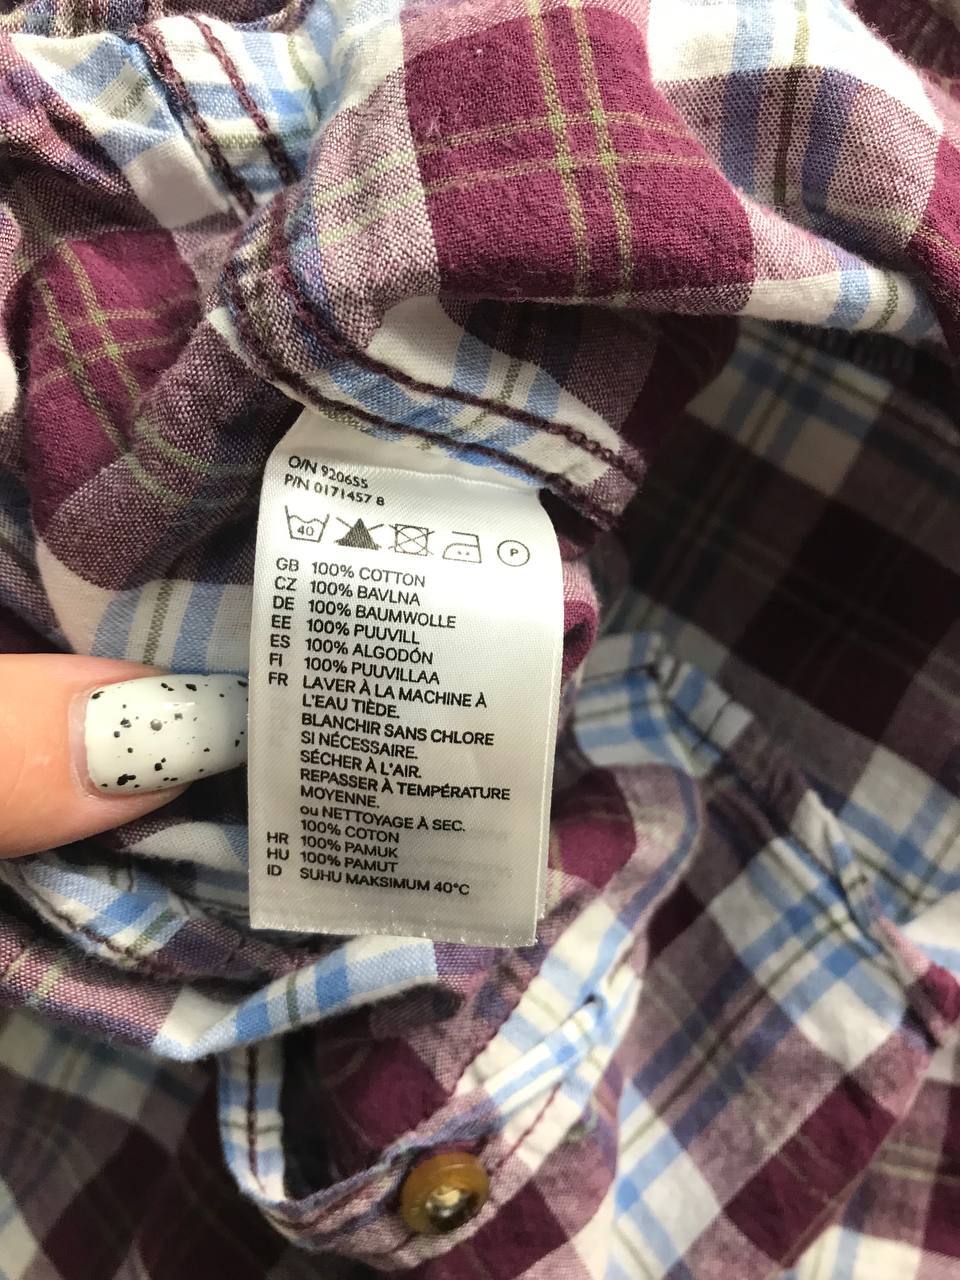 O/N 920655
P/N 0171457 8
40 P
GB 100% COTTON
CZ 100% BAVLNA
DE 100% BAUMWOLLE
EE 100% PUUVILL
ES 100% ALGODÓN
FI 100% PUUVILLAA
FR LAVER À LA MACHINE À
L'EAU TIÈDE.
BLANCHIR SANS CHLORE
SI NÉCESSAIRE.
SÉCHER À L'AIR.
REPASSER À TEMPÉRATURE
MOYENNE.
ou NETTOYAGE À SEC.
100% COTON
HR 100% PAMUK
HU 100% PAMUT
ID SUHU MAKSIMUM 40°C